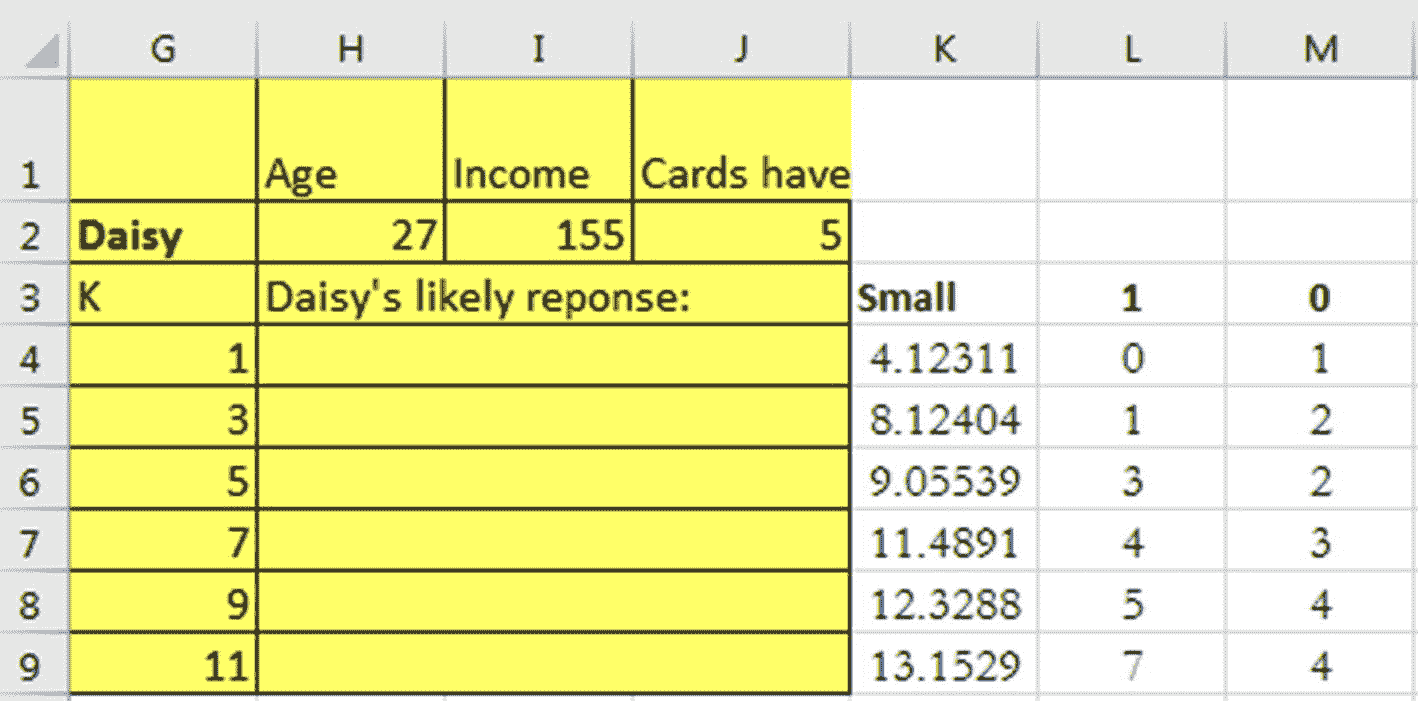 G H I J K L M
1 Age Income Cards have
2 Daisy 27 155 5
3 K Daisy's likely reponse: Small 1 0
4 1 4.12311 0 1
5 3 8.12404 1 2
6 5 9.05539 3 2
7 7 11.4891 4 3
8 9 12.3288 5 4
9 11 13.1529 7 4